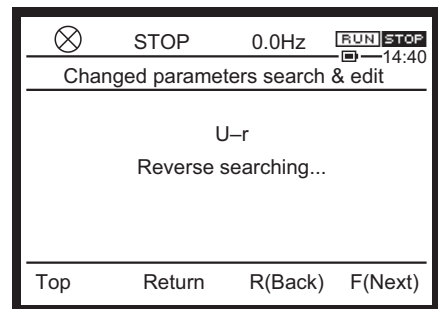 STOP 0.0Hz RUN STOP
14:40
Changed parameters search & edit
U–r
Reverse searching...
Top Return R(Back) F(Next)